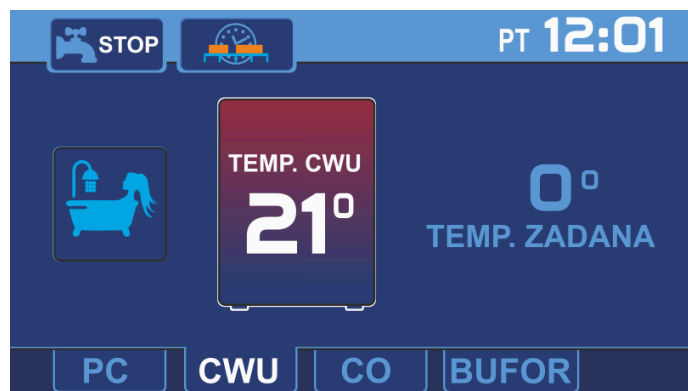 STOP
PT 12:01
TEMP. CWU
21°
0°
TEMP. ZADANA
PC
CWU
CO
BUFOR